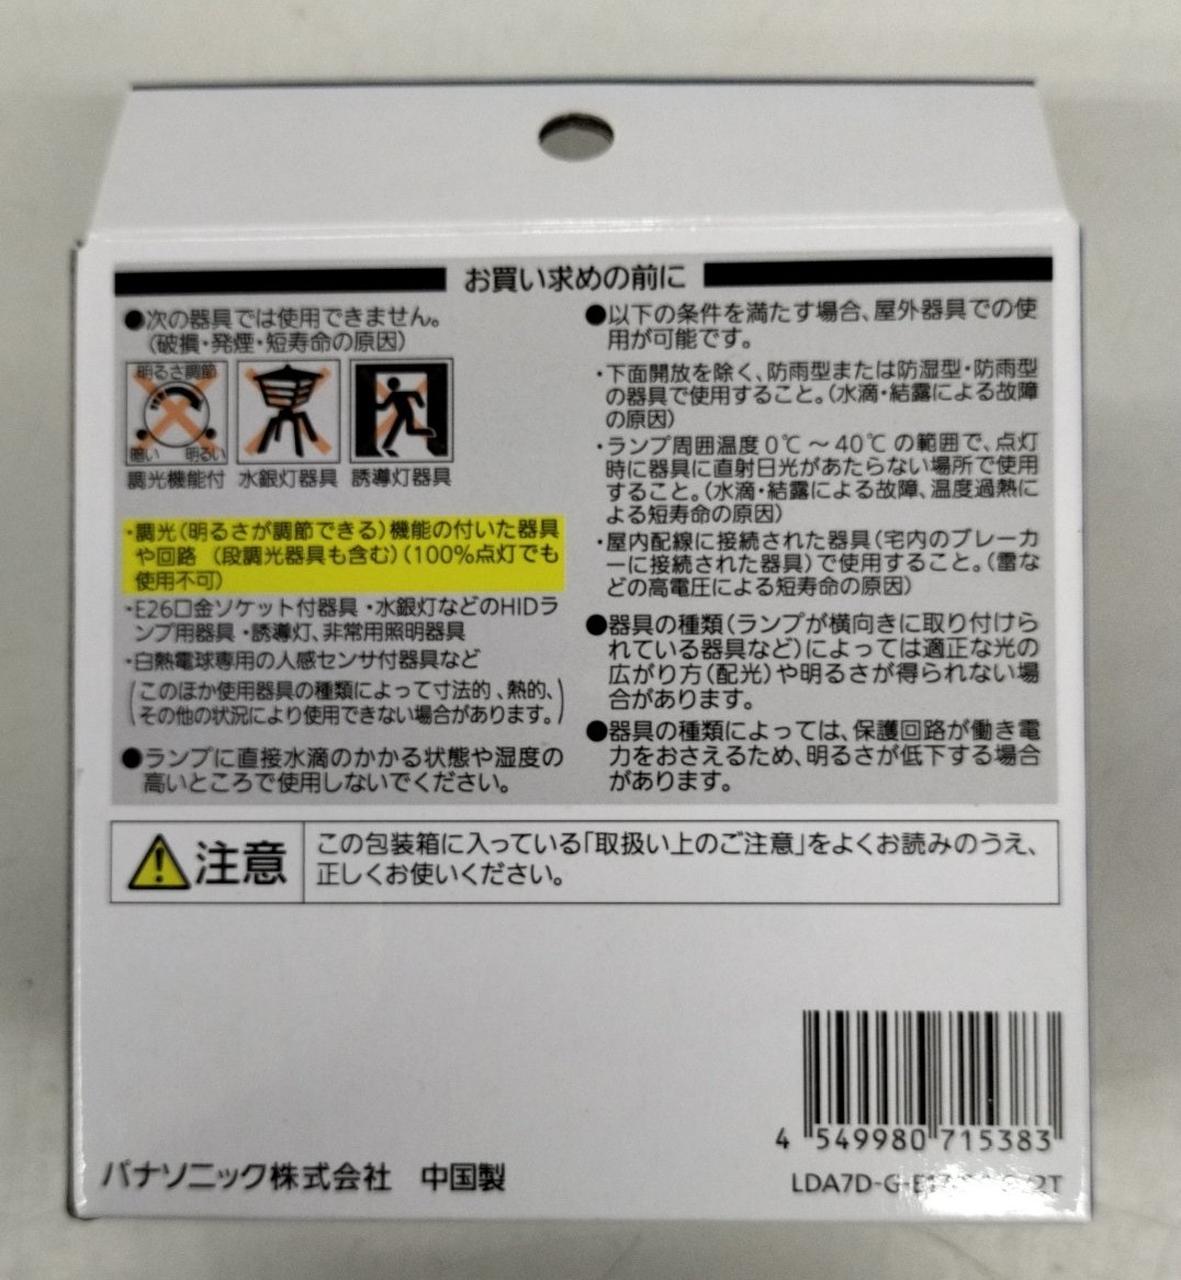 お買い求めの前に
●次の器具では使用できません。
（破損・発煙・短寿命の原因）
明るさ調節
暗い 明るい
調光機能付 水銀灯器具 誘導灯器具
・調光（明るさが調節できる）機能の付いた器具
や回路（段調光器具も含む）（100%点灯でも
使用不可）
・E26口金ソケット付器具・水銀灯などのHIDラ
ンプ用器具・誘導灯、非常用照明器具
・白熱電球専用の人感センサ付器具など
（このほか使用器具の種類によって寸法的、熱的、
その他の状況により使用できない場合があります。）
●ランプに直接水滴のかかる状態や湿度の
高いところで使用しないでください。
●以下の条件を満たす場合、屋外器具での使
用が可能です。
・下面開放を除く、防雨型または防湿型・防雨型
の器具で使用すること。（水滴・結露による故障
の原因）
・ランプ周囲温度0℃～40℃の範囲で、点灯
時に器具に直射日光があたらない場所で使用
すること。（水滴・結露による故障、温度過熱に
よる短寿命の原因）
・屋内配線に接続された器具（宅内のブレーカ
ーに接続された器具）で使用すること。（雷な
どの高電圧による短寿命の原因）
●器具の種類（ランプが横向きに取り付けら
れている器具など）によっては適正な光の
広がり方（配光）や明るさが得られない場
合があります。
●器具の種類によっては、保護回路が働き電
力をおさえるため、明るさが低下する場合
があります。
注意
この包装箱に入っている「取扱い上のご注意」をよくお読みのうえ、
正しくお使いください。
4 549980 715383
パナソニック株式会社 中国製
LDA7D-G-E17